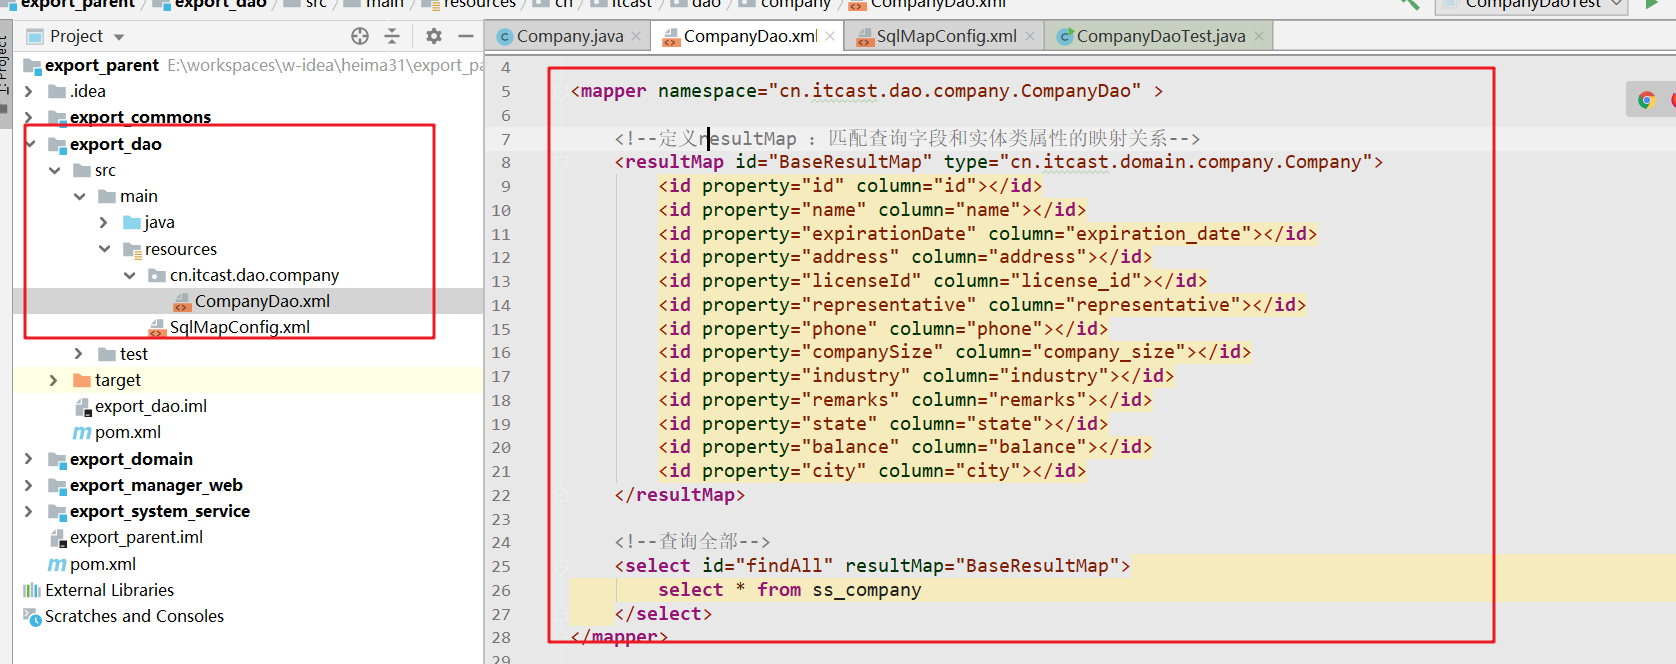 export_parent export_dao src main resources cn itcast dao company CompanyDao.xml CompanyDaoTest
1: Project
Project
export_parent E:\workspaces\w-idea\heima31\export_pa
.idea
export_commons
export_dao
src
main
java
resources
cn.itcast.dao.company
CompanyDao.xml
SqlMapConfig.xml
test
target
export_dao.iml
pom.xml
export_domain
export_manager_web
export_system_service
export_parent.iml
pom.xml
External Libraries
Scratches and Consoles
Company.java CompanyDao.xml SqlMapConfig.xml CompanyDaoTest.java
4
5 <mapper namespace="cn.itcast.dao.company.CompanyDao" >
6
7 <!--定义resultMap : 匹配查询字段和实体类属性的映射关系-->
8 <resultMap id="BaseResultMap" type="cn.itcast.domain.company.Company">
9 <id property="id" column="id"></id>
10 <id property="name" column="name"></id>
11 <id property="expirationDate" column="expiration_date"></id>
12 <id property="address" column="address"></id>
13 <id property="licenseId" column="license_id"></id>
14 <id property="representative" column="representative"></id>
15 <id property="phone" column="phone"></id>
16 <id property="companySize" column="company_size"></id>
17 <id property="industry" column="industry"></id>
18 <id property="remarks" column="remarks"></id>
19 <id property="state" column="state"></id>
20 <id property="balance" column="balance"></id>
21 <id property="city" column="city"></id>
22 </resultMap>
23
24 <!--查询全部-->
25 <select id="findAll" resultMap="BaseResultMap">
26 select * from ss_company
27 </select>
28 </mapper>
29